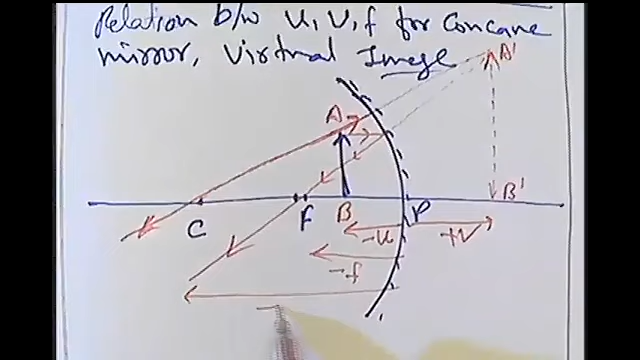 Relation b/w u, v, f for Concave
mirror, Virtual Image
A'
A
C
F
B
P
B'
-u
+v
-f